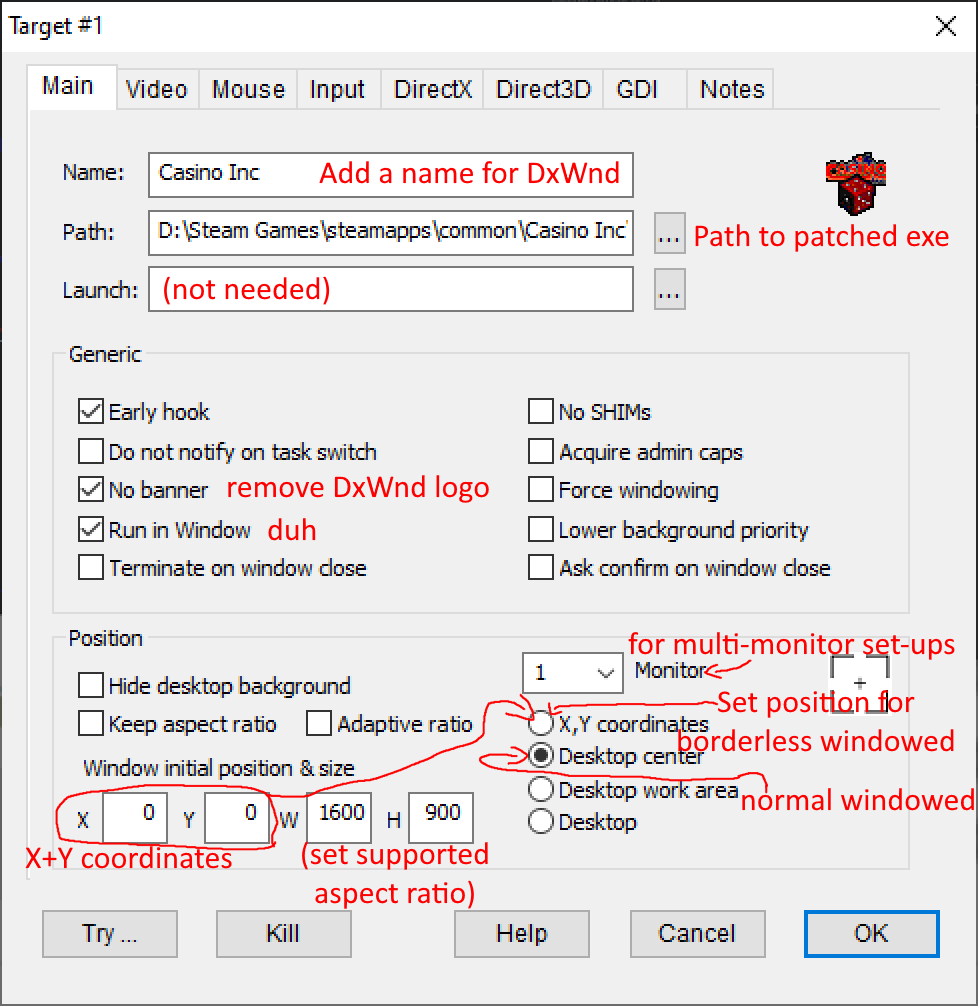 Target #1
Main Video Mouse Input DirectX Direct3D GDI Notes
Name: Casino Inc Add a name for DxWnd
CASINO
Path: D:\Steam Games\steamapps\common\Casino Inc\ ... Path to patched exe
Launch: (not needed) ...
Generic
Early hook No SHIMs
Do not notify on task switch Acquire admin caps
No banner remove DxWnd logo Force windowing
Run in Window duh Lower background priority
Terminate on window close Ask confirm on window close
Position
for multi-monitor set-ups
1 Monitor
Hide desktop background
Set position for
Keep aspect ratio Adaptive ratio X,Y coordinates
borderless windowed
Window initial position & size Desktop center
Desktop work area
normal windowed
X 0 Y 0 W 1600 H 900 Desktop
X+Y coordinates (set supported
aspect ratio)
Try ... Kill Help Cancel OK